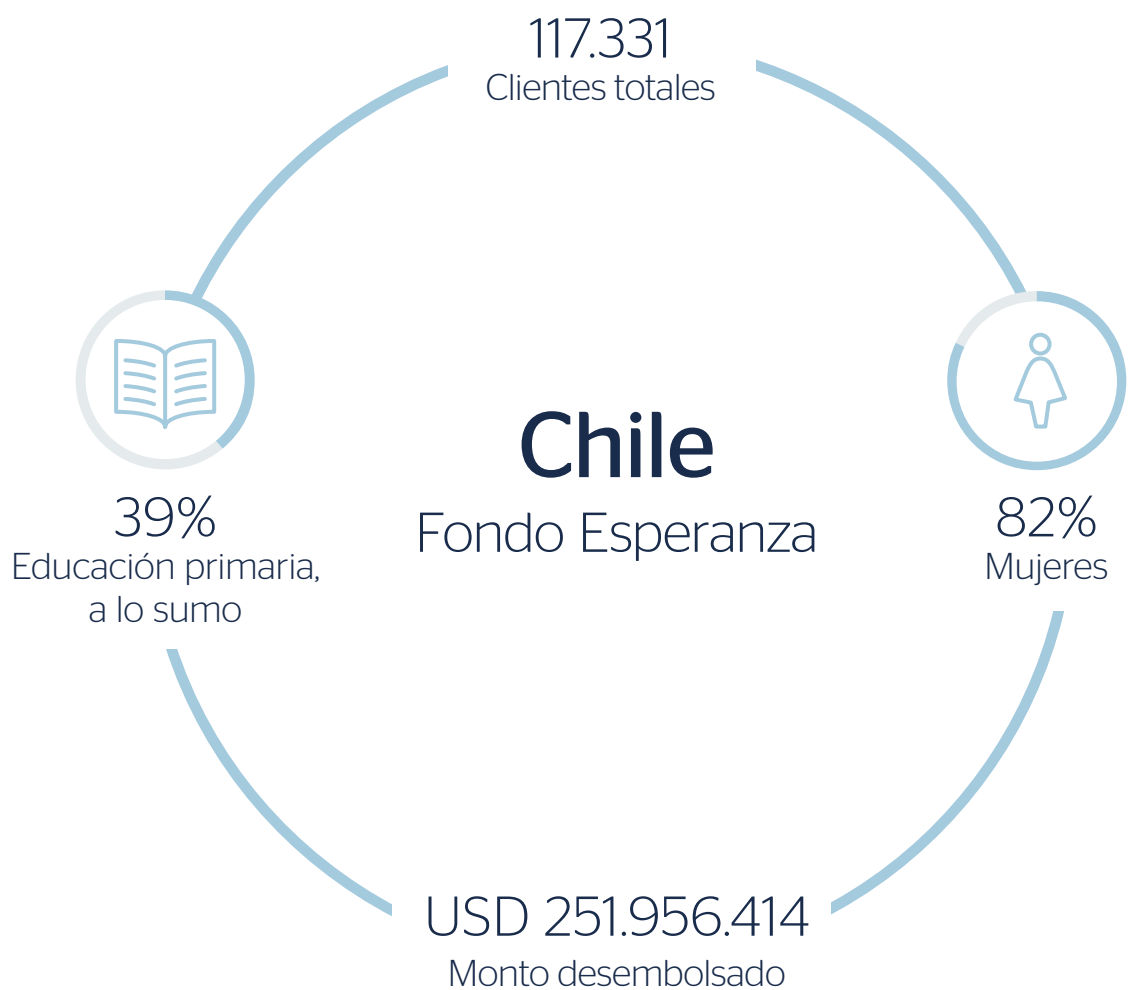 117.331
Clientes totales
Chile
Fondo Esperanza
39%
Educación primaria,
a lo sumo
82%
Mujeres
USD 251.956.414
Monto desembolsado